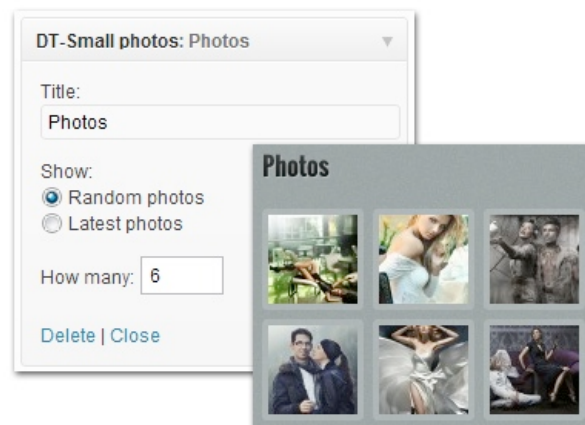 DT-Small photos: Photos
Title:
Photos
Show:
Random photos
Latest photos
How many: 6
Delete | Close
Photos